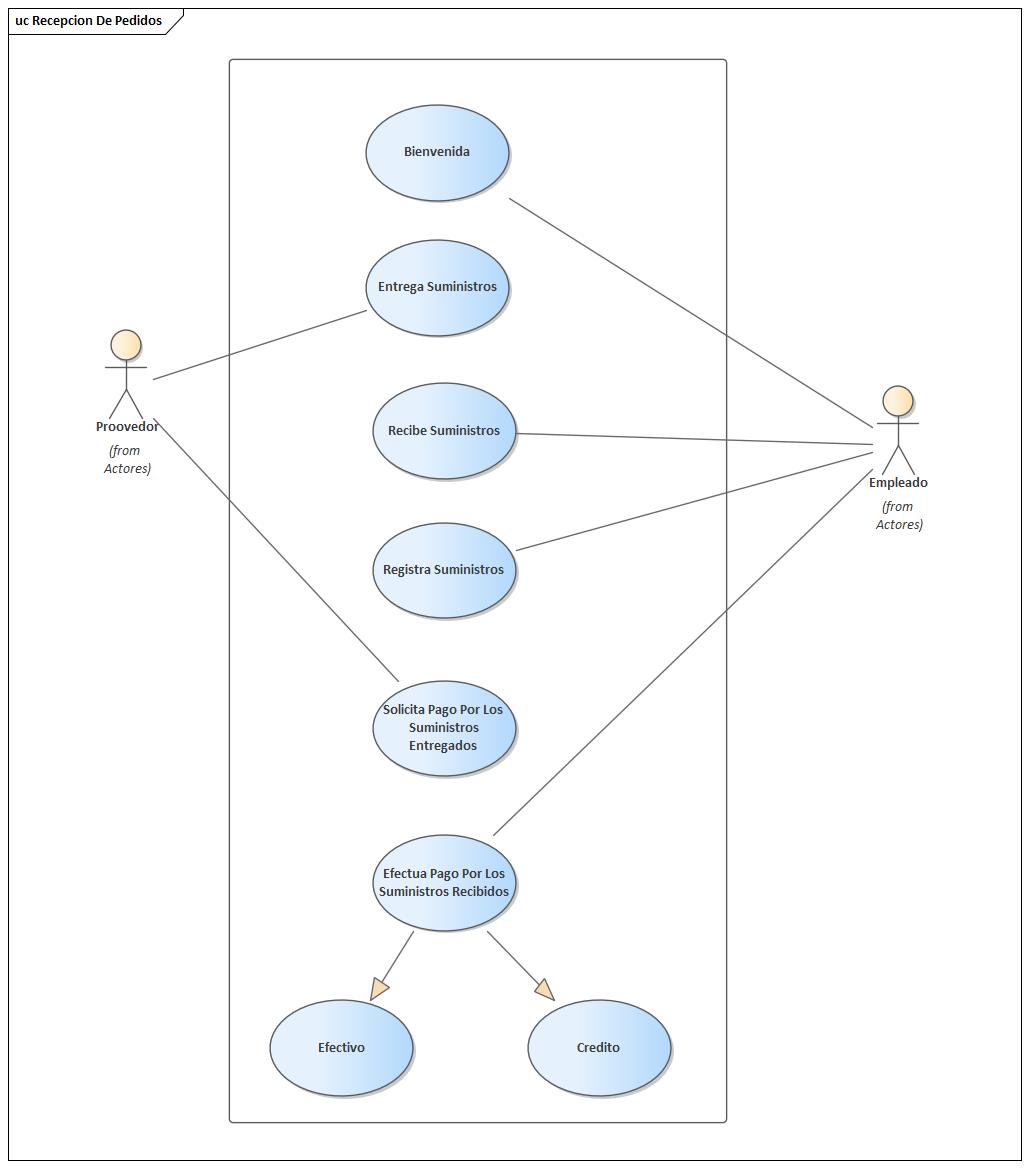 uc Recepcion De Pedidos
Bienvenida
Entrega Suministros
Proovedor
(from
Actores)
Recibe Suministros
Empleado
(from
Actores)
Registra Suministros
Solicita Pago Por Los
Suministros
Entregados
Efectua Pago Por Los
Suministros Recibidos
Efectivo
Credito